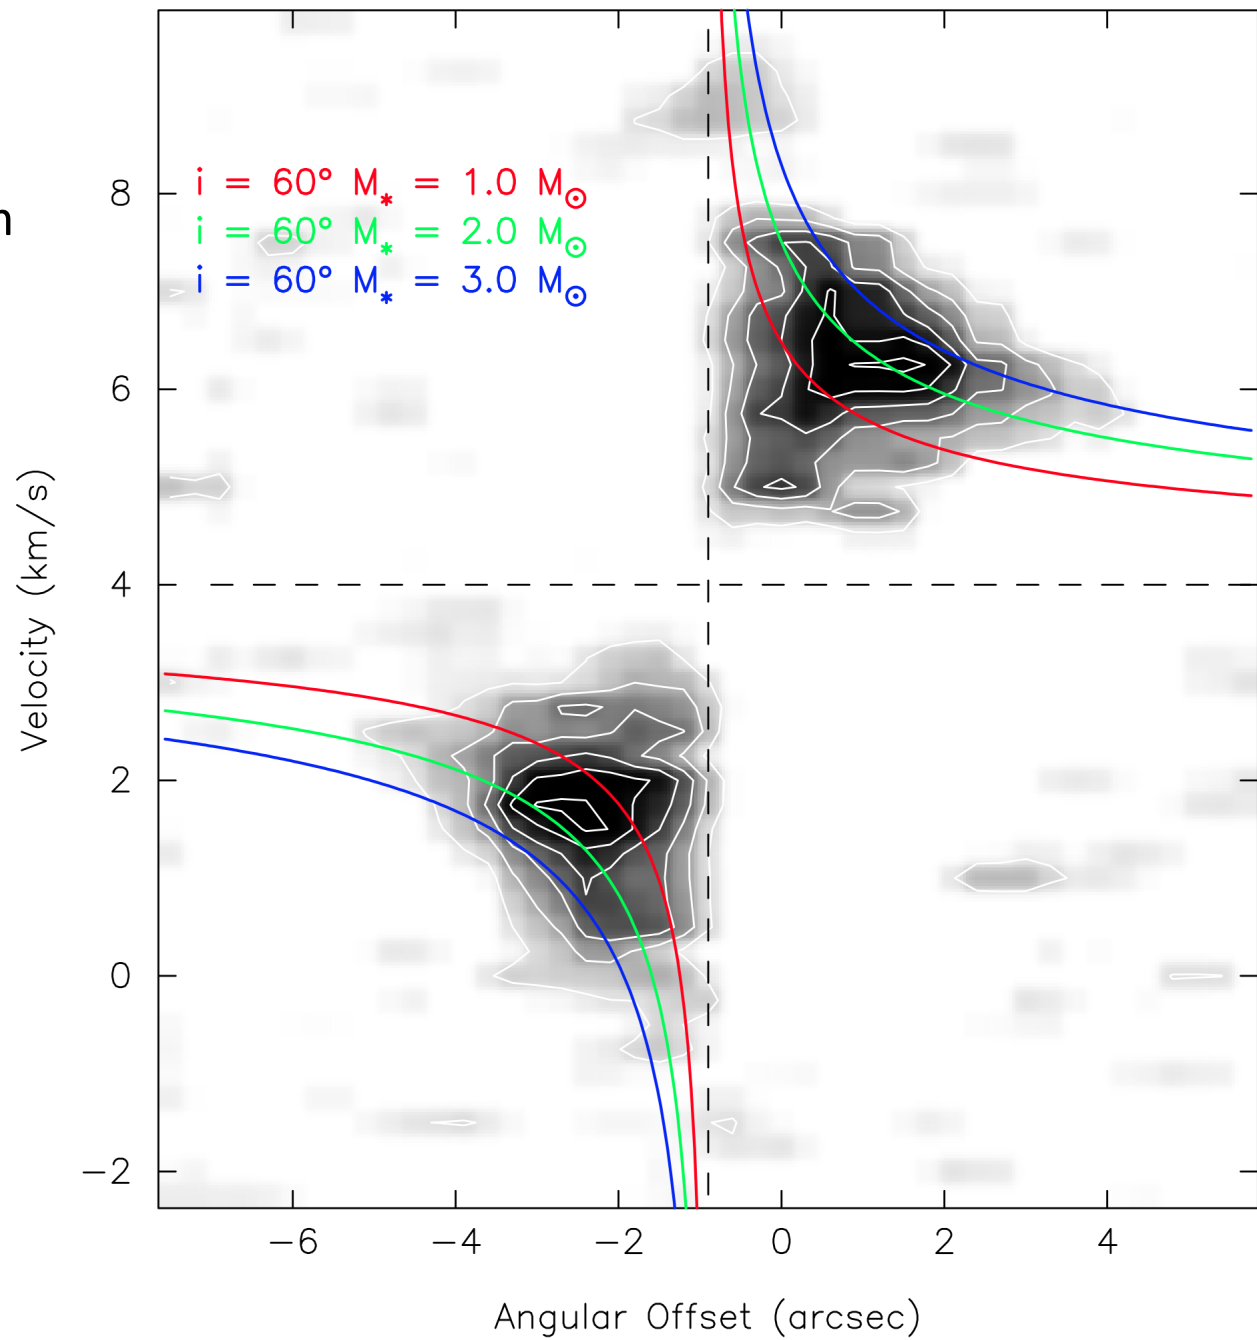 n
i = 60° M* = 1.0 M⊙
i = 60° M* = 2.0 M⊙
i = 60° M* = 3.0 M⊙
8
6
4
2
0
−2
Velocity (km/s)
−6 −4 −2 0 2 4
Angular Offset (arcsec)